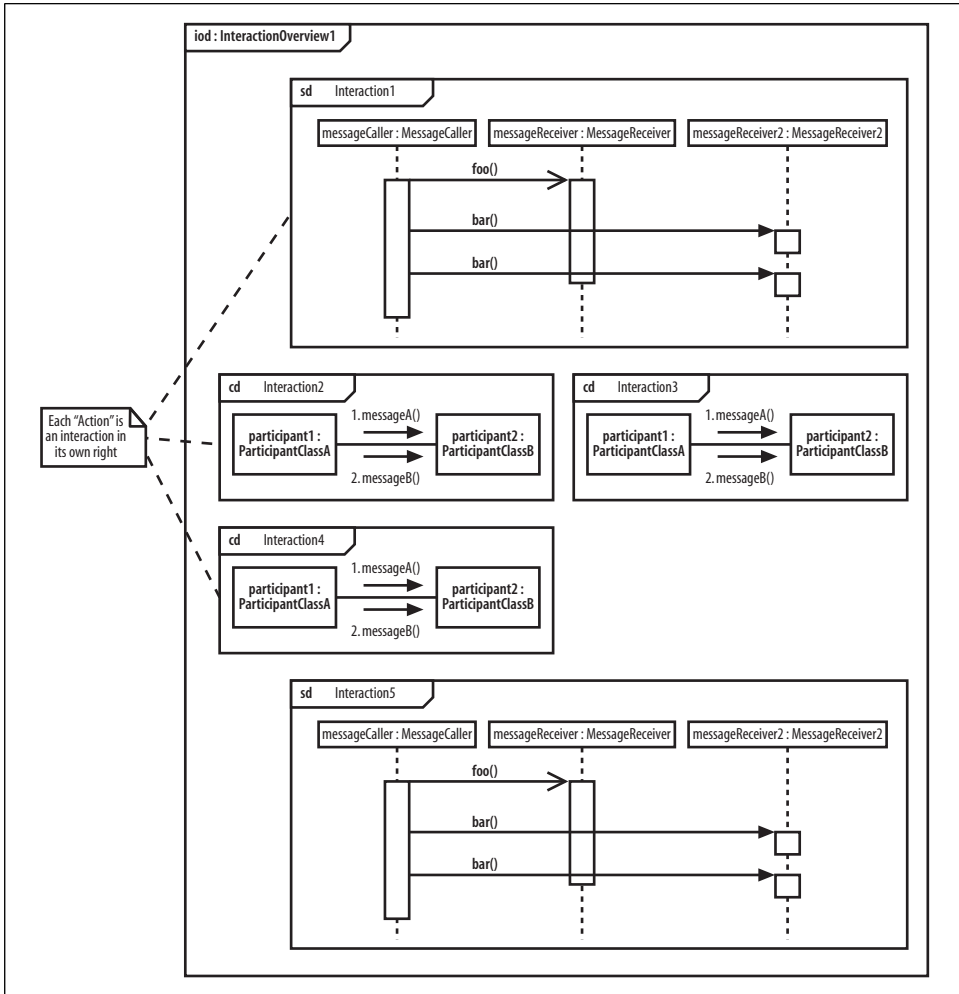 iod : InteractionOverview1
sd Interaction1
messageCaller : MessageCaller
messageReceiver : MessageReceiver
messageReceiver2 : MessageReceiver2
foo()
bar()
bar()
Each “Action” is
an interaction in
its own right
cd Interaction2
participant1 :
ParticipantClassA
1. messageA()
2. messageB()
participant2 :
ParticipantClassB
cd Interaction3
participant1 :
ParticipantClassA
1. messageA()
2. messageB()
participant2 :
ParticipantClassB
cd Interaction4
participant1 :
ParticipantClassA
1. messageA()
2. messageB()
participant2 :
ParticipantClassB
sd Interaction5
messageCaller : MessageCaller
messageReceiver : MessageReceiver
messageReceiver2 : MessageReceiver2
foo()
bar()
bar()